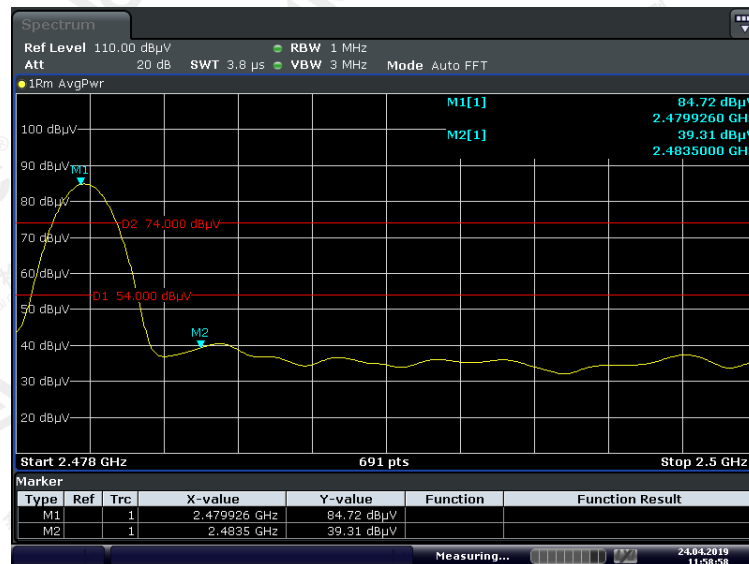 Spectrum
Ref Level 110.00 dBµV RBW 1 MHz
Att 20 dB SWT 3.8 µs VBW 3 MHz Mode Auto FFT
1Rm AvgPwr
M1[1] 84.72 dBµV
2.4799260 GH
M2[1] 39.31 dBµV
2.4835000 GH
100 dBµV
90 dBµV
M1
80 dBµV
D2 74.000 dBµV
70 dBµV
60 dBµV
D1 54.000 dBµV
50 dBµV
M2
40 dBµV
30 dBµV
20 dBµV
Start 2.478 GHz 691 pts Stop 2.5 GHz
Marker
Type Ref Trc X-value Y-value Function Function Result
M1 1 2.479926 GHz 84.72 dBµV
M2 1 2.4835 GHz 39.31 dBµV
Measuring... 24.04.2019
11:58:58